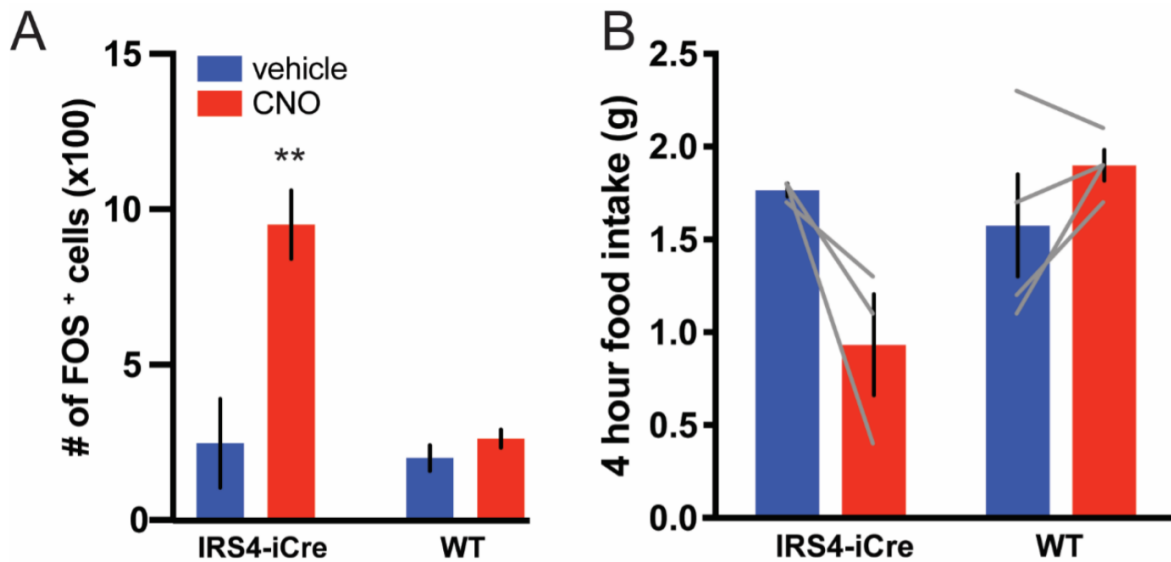 A
# of FOS + cells (x100)
15
10
5
0
vehicle
CNO
**
IRS4-iCre
WT
B
4 hour food intake (g)
2.5
2.0
1.5
1.0
0.5
0.0
IRS4-iCre
WT